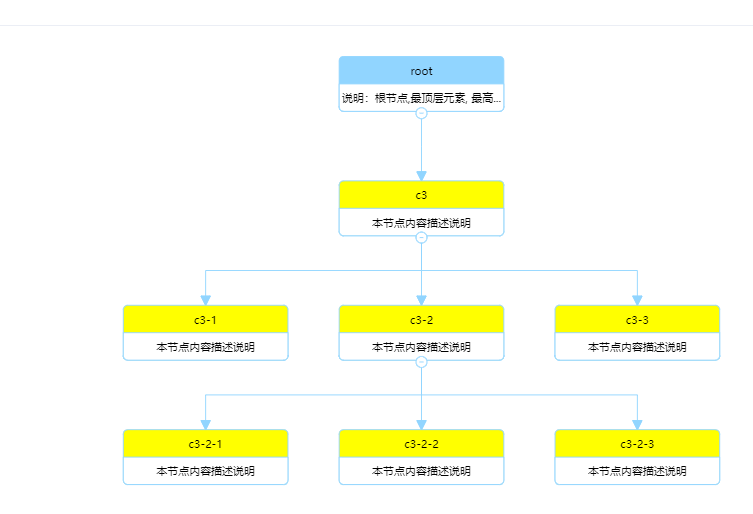 root
说明：根节点,最顶层元素, 最高...
c3
本节点内容描述说明
c3-1
本节点内容描述说明
c3-2
本节点内容描述说明
c3-3
本节点内容描述说明
c3-2-1
本节点内容描述说明
c3-2-2
本节点内容描述说明
c3-2-3
本节点内容描述说明